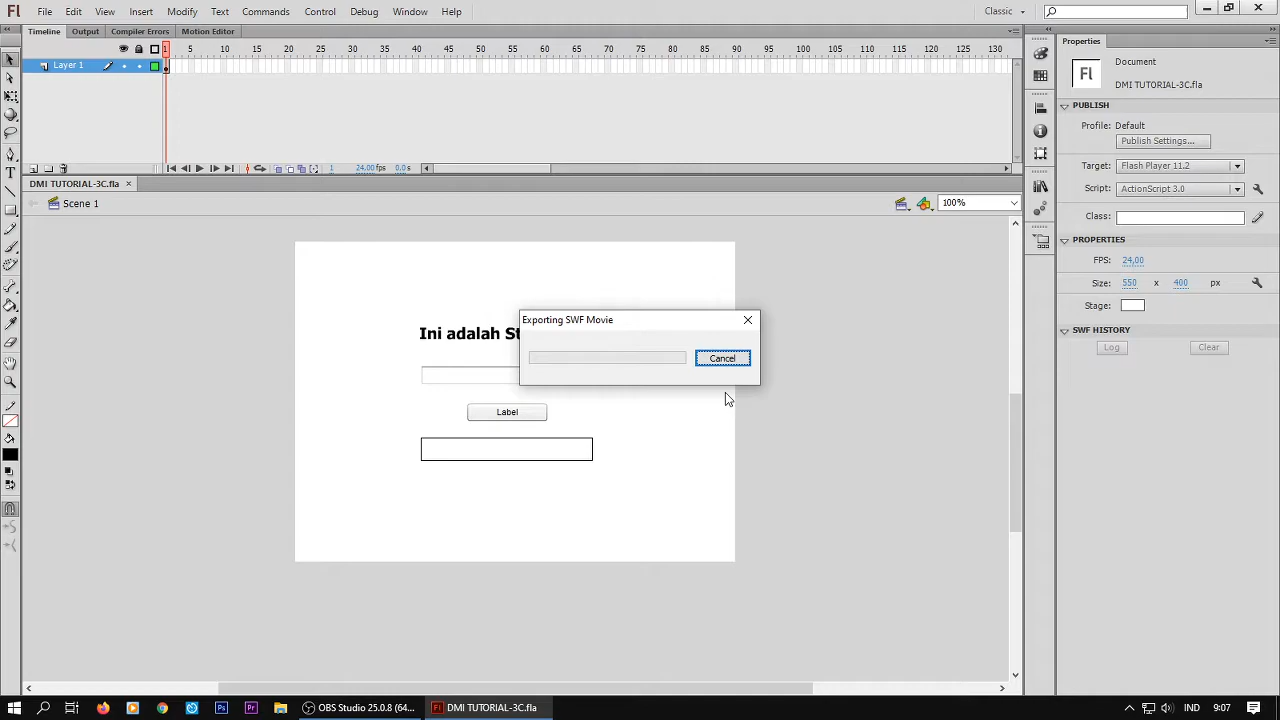 Fl File Edit View Insert Modify Text Commands Control Debug Window Help Classic
Timeline Output Compiler Errors Motion Editor
1 5 10 15 20 25 30 35 40 45 50 55 60 65 70 75 80 85 90 95 100 105 110 115 120 125 130
Layer 1
1 24.00 fps 0.0 s
DMI TUTORIAL-3C.fla ×
Scene 1
100%
Ini adalah St
Label
Exporting SWF Movie
Cancel
Properties
Fl
Document
DMI TUTORIAL-3C.fla
PUBLISH
Profile: Default
Publish Settings...
Target: Flash Player 11.2
Script: ActionScript 3.0
Class:
PROPERTIES
FPS: 24,00
Size: 550 x 400 px
Stage:
SWF HISTORY
Log Clear
Ps Pr OBS Studio 25.0.8 (64... Fl DMI TUTORIAL-3C.fla IND 9:07